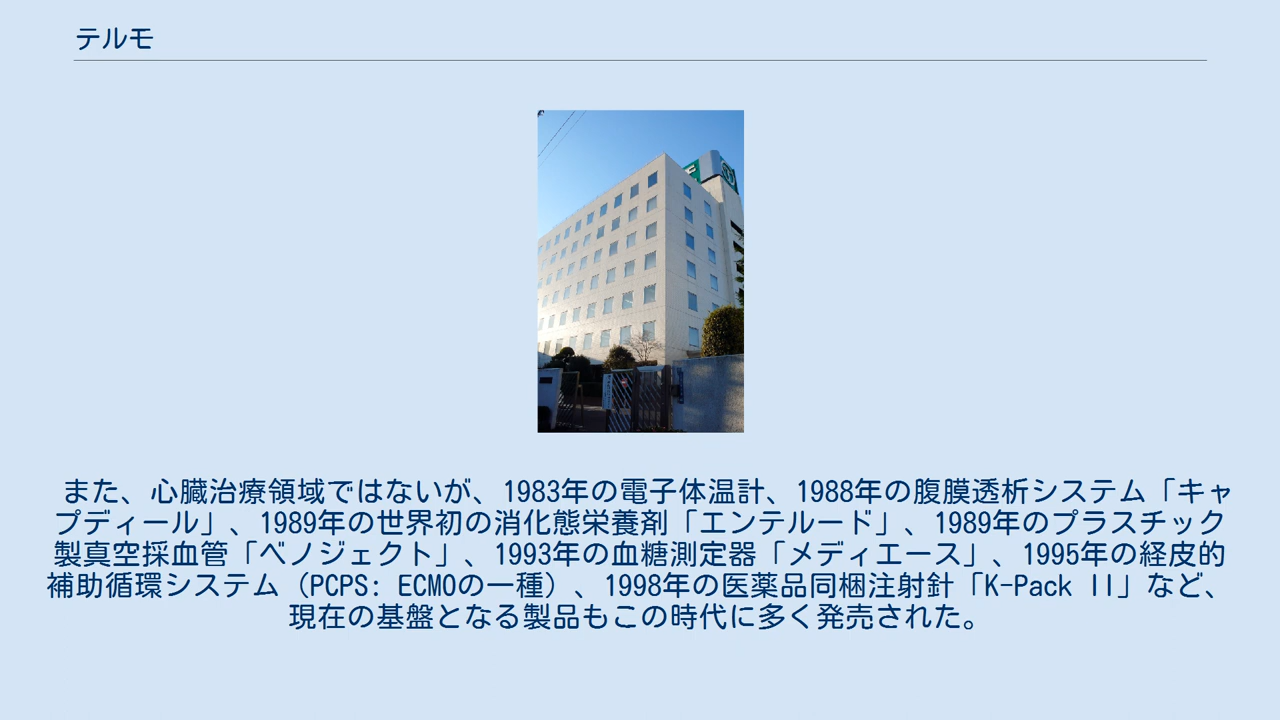 テルモ
また、心臓治療領域ではないが、1983年の電子体温計、1988年の腹膜透析システム「キャ
プディール」、1989年の世界初の消化態栄養剤「エンテルード」、1989年のプラスチック
製真空採血管「ベノジェクト」、1993年の血糖測定器「メディエース」、1995年の経皮的
補助循環システム（PCPS: ECMOの一種）、1998年の医薬品同梱注射針「K-Pack II」など、
現在の基盤となる製品もこの時代に多く発売された。